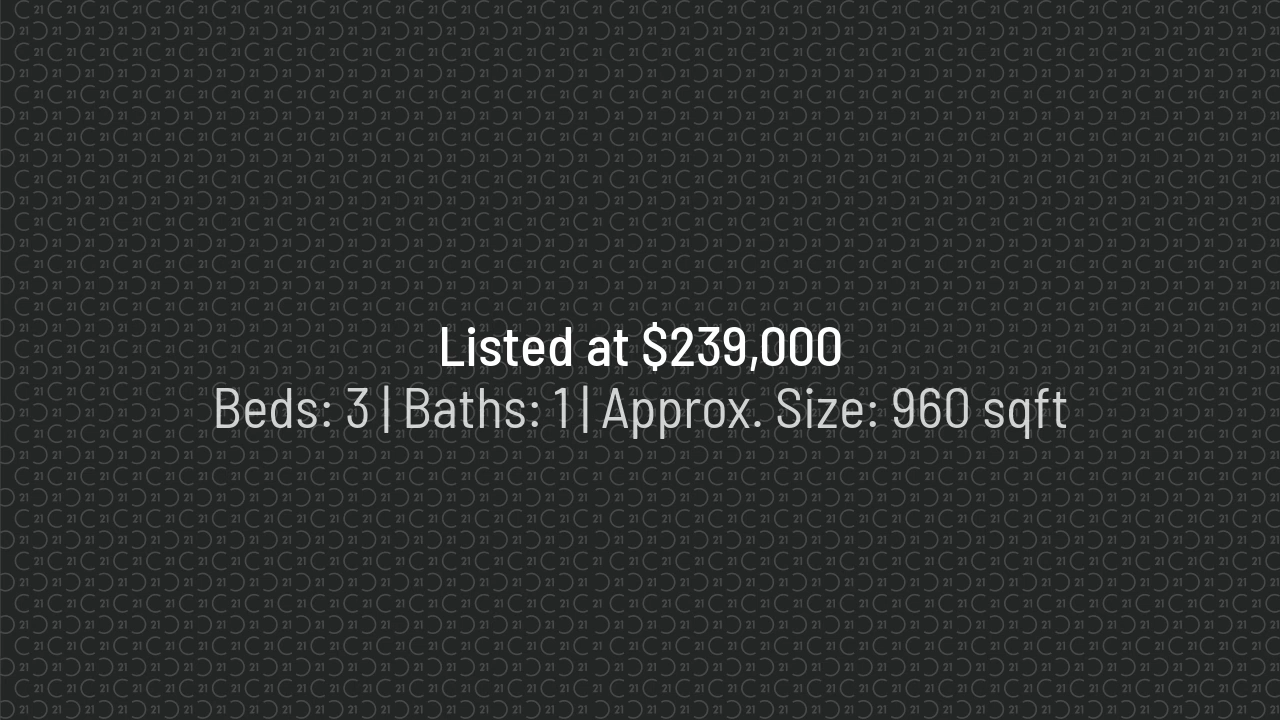 Listed at $239,000
Beds: 3 | Baths: 1 | Approx. Size: 960 sqft